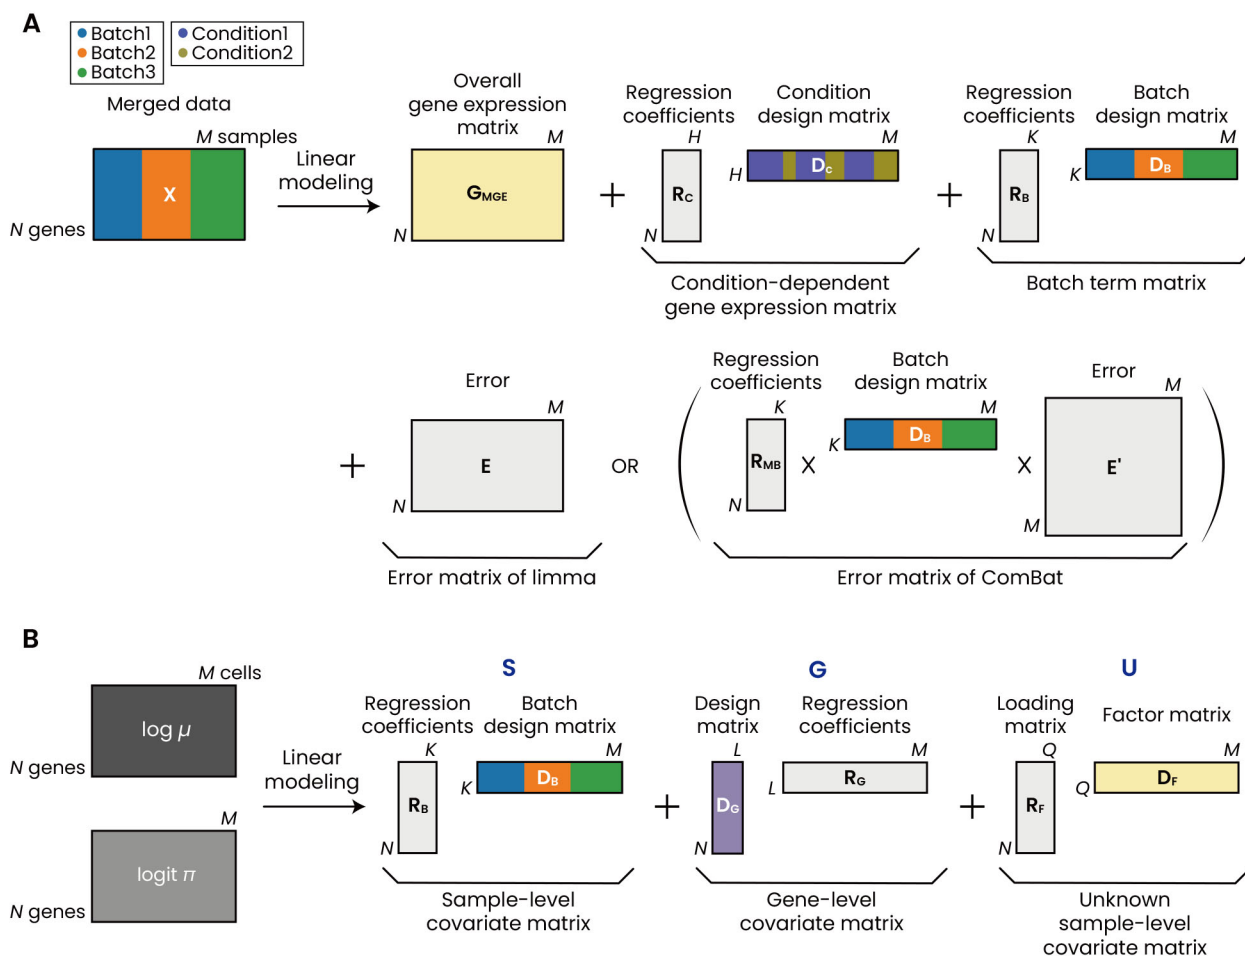 A
Batch1
Batch2
Batch3
Condition1
Condition2
Merged data
M samples
N genes
X
Linear
modeling
Overall
gene expression
matrix
M
N
GMGE
+
Regression
coefficients
H
N
RC
Condition
design matrix
M
H
Dc
Condition-dependent
gene expression matrix
+
Regression
coefficients
K
N
RB
Batch
design matrix
M
K
DB
Batch term matrix
+
Error
M
N
E
Error matrix of limma
OR
Regression
coefficients
K
N
RMB
X
Batch
design matrix
M
K
DB
X
Error
M
M
E'
Error matrix of ComBat
B
M cells
N genes
log μ
M
N genes
logit π
Linear
modeling
S
Regression
coefficients
K
N
RB
Batch
design matrix
M
K
DB
Sample-level
covariate matrix
+
G
Design
matrix
L
N
DG
Regression
coefficients
M
L
RG
Gene-level
covariate matrix
+
U
Loading
matrix
Q
N
RF
Factor matrix
M
Q
DF
Unknown
sample-level
covariate matrix